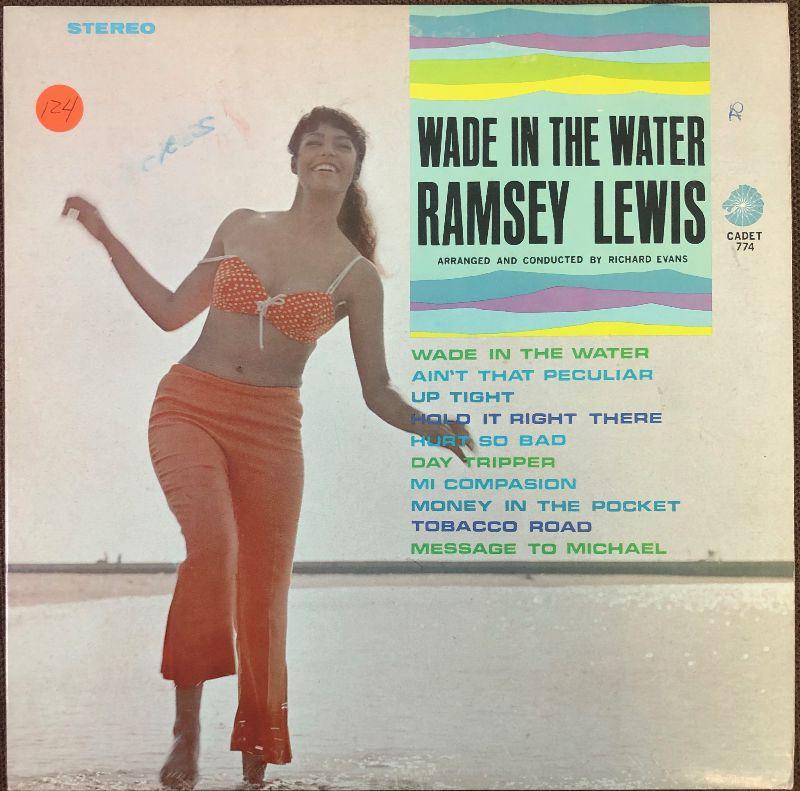 STEREO
124
WADE IN THE WATER
RAMSEY LEWIS
ARRANGED AND CONDUCTED BY RICHARD EVANS
CADET
774
WADE IN THE WATER
AIN'T THAT PECULIAR
UP TIGHT
HOLD IT RIGHT THERE
HURT SO BAD
DAY TRIPPER
MI COMPASION
MONEY IN THE POCKET
TOBACCO ROAD
MESSAGE TO MICHAEL